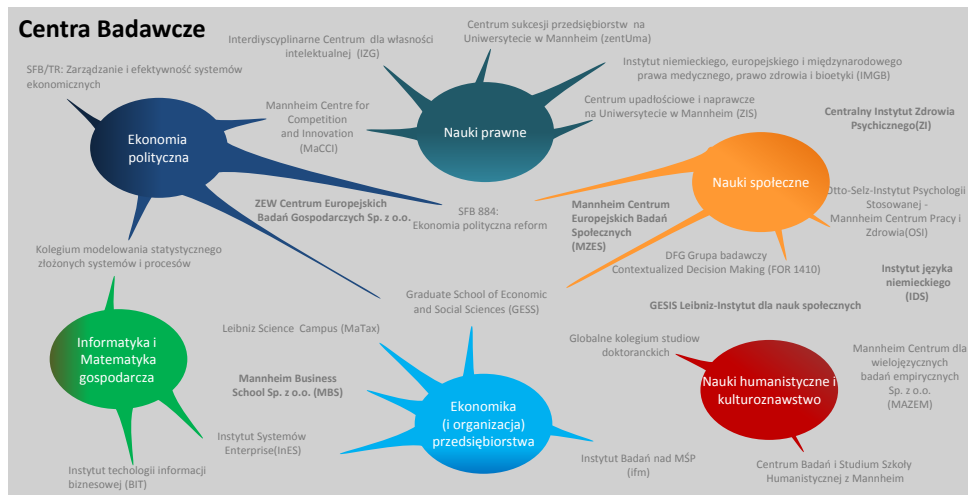 Centra Badawcze
Interdiyscyplinarne Centrum dla własności
intelektualnej (IZG)
Centrum sukcesji przedsiębiorstw na
Uniwersytecie w Mannheim (zentUma)
SFB/TR: Zarządzanie i efektywność systemów
ekonomicznych
Instytut niemieckiego, europejskiego i międzynarodowego
prawa medycznego, prawo zdrowia i bioetyki (IMGB)
Mannheim Centre for
Competition
and Innovation
(MaCCI)
Centrum upadłościowe i naprawcze
na Uniwersytecie w Mannheim (ZIS)
Centralny Instytut Zdrowia
Psychicznego(ZI)
Ekonomia
polityczna
Nauki prawne
Nauki społeczne
ZEW Centrum Europejskich
Badań Gospodarczych Sp. z o.o.
SFB 884:
Ekonomia polityczna reform
Mannheim Centrum
Europejskich Badań
Społecznych
(MZES)
Otto-Selz-Instytut Psychologii
Stosowanej -
Mannheim Centrum Pracy i
Zdrowia(OSI)
Kolegium modelowania statystycznego
złożonych systemów i procesów
DFG Grupa badawczy
Contextualized Decision Making (FOR 1410)
Instytut języka
niemieckiego
(IDS)
Graduate School of Economic
and Social Sciences (GESS)
GESIS Leibniz-Instytut dla nauk społecznych
Leibniz Science Campus (MaTax)
Globalne kolegium studiow
doktoranckich
Informatyka i
Matematyka
gospodarcza
Mannheim Centrum dla
wielojęzycznych
badań empirycznych
Sp. z o.o.
(MAZEM)
Mannheim Business
School Sp. z o.o. (MBS)
Nauki humanistyczne i
kulturoznawstwo
Ekonomika
(i organizacja)
przedsiębiorstwa
Instytut Systemów
Enterprise(InES)
Instytut Badań nad MŚP
(ifm)
Instytut techologii informacji
biznesowej (BIT)
Centrum Badań i Studium Szkoły
Humanistycznej z Mannheim